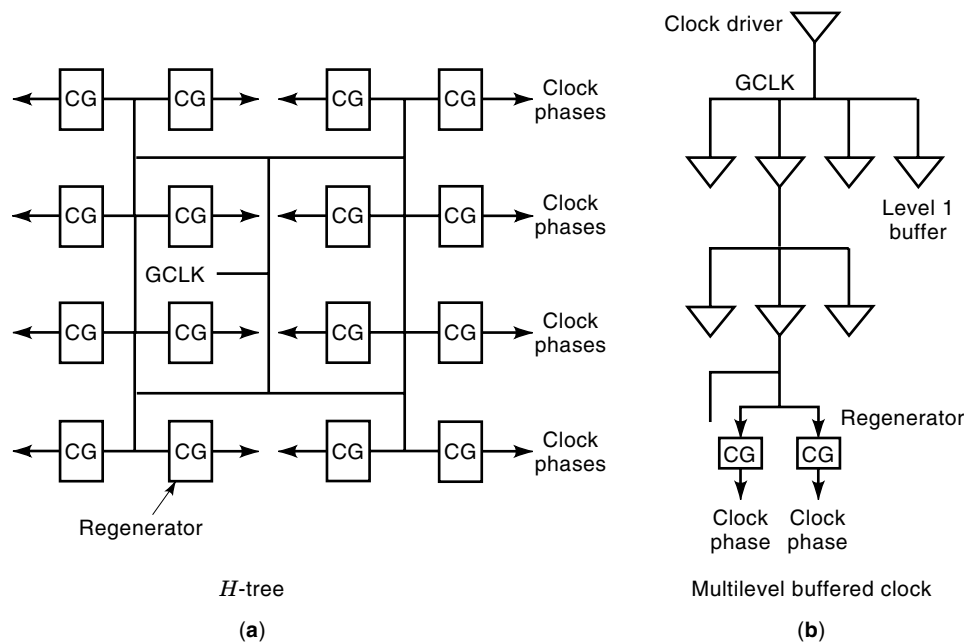 CG CG CG CG Clock
phases
CG CG CG CG Clock
phases
GCLK
CG CG CG CG Clock
phases
CG CG CG CG Clock
phases
Regenerator
H-tree
(a)
Clock driver
GCLK
Level 1
buffer
Regenerator
CG CG
Clock Clock
phase phase
Multilevel buffered clock
(b)